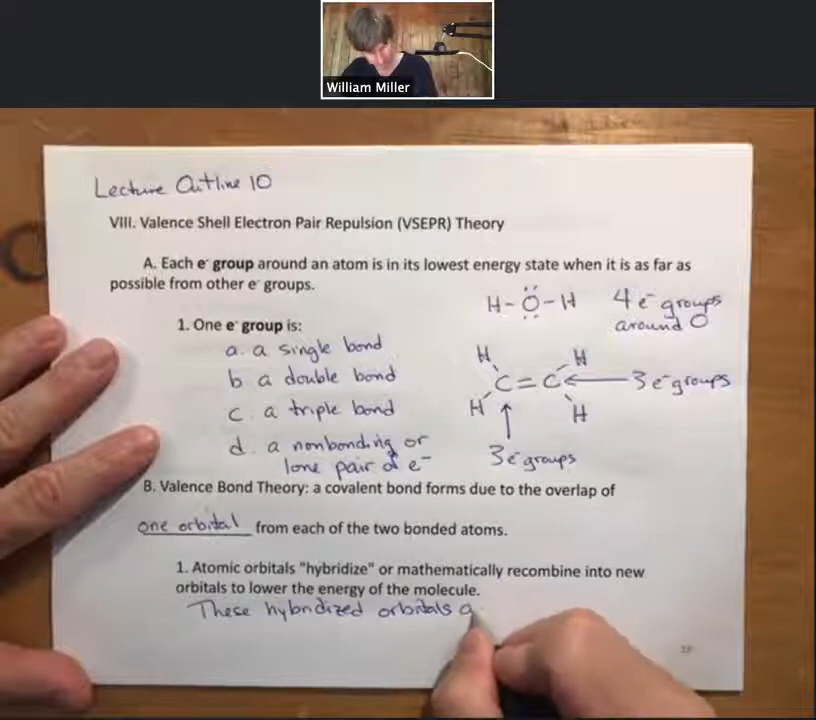 William Miller
Lecture Outline 10
VIII. Valence Shell Electron Pair Repulsion (VSEPR) Theory
A. Each e⁻ group around an atom is in its lowest energy state when it is as far as
possible from other e⁻ groups.
H-Ö-H 4 e⁻ groups
around O
1. One e⁻ group is:
a. a single bond
b a double bond
c. a triple bond
d. a nonbonding or
lone pair of e⁻
H H
C=C 3e⁻groups
H H
3e⁻groups
B. Valence Bond Theory: a covalent bond forms due to the overlap of
one orbital from each of the two bonded atoms.
1. Atomic orbitals "hybridize" or mathematically recombine into new
orbitals to lower the energy of the molecule.
These hybridized orbitals a